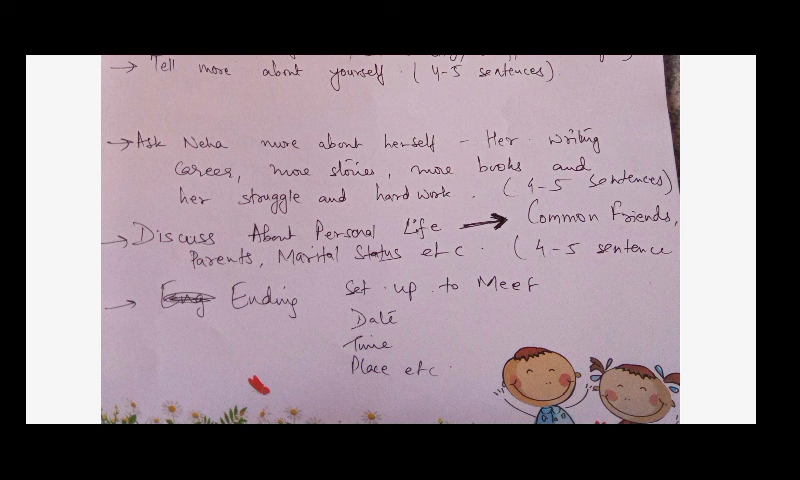 → Tell more about yourself. ( 4-5 sentences)
→ Ask Neha more about herself - Her writing
career, more stories, more books and
her struggle and hard work. ( 4-5 sentences)
→ Discuss About Personal Life → Common Friends,
Parents, Marital Status etc. ( 4-5 sentence
→ Ending Set up to Meet
Date
Time
Place etc.